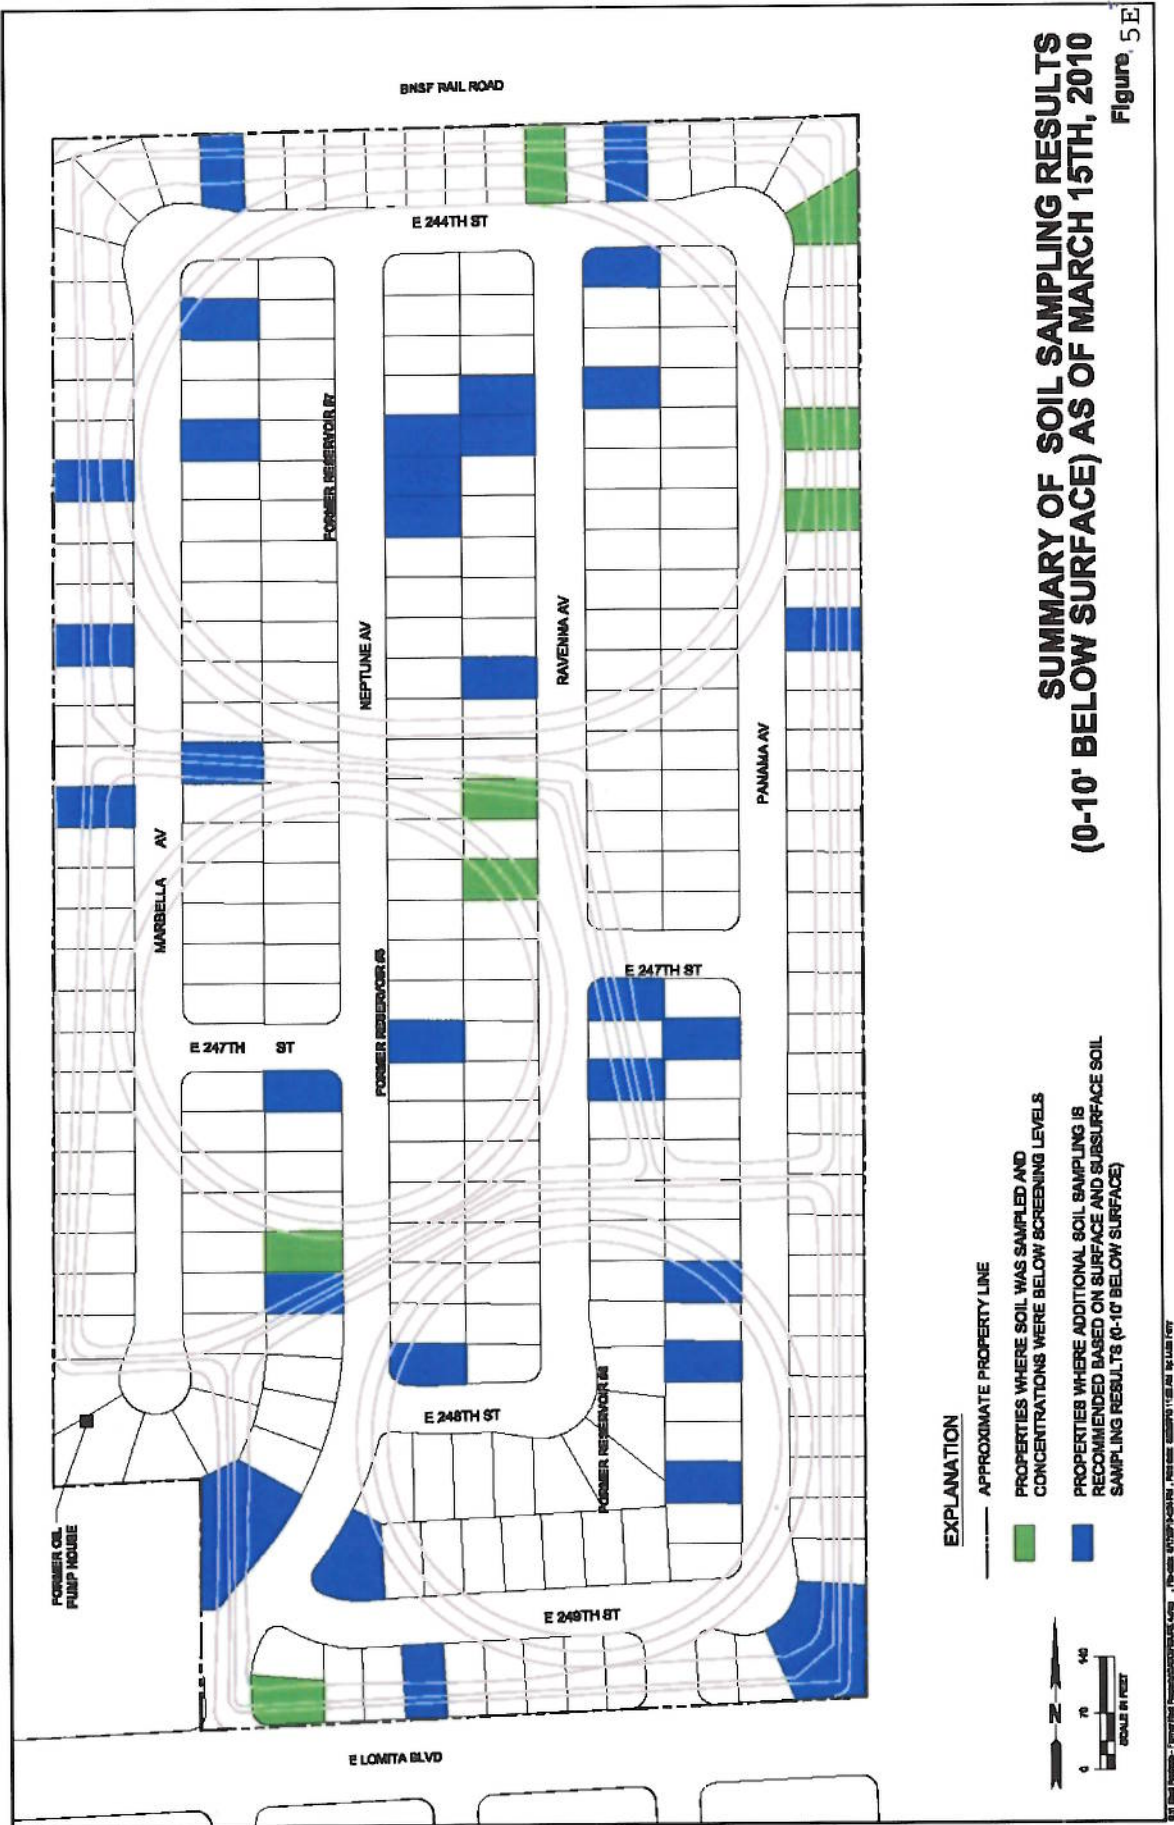 BNSF RAIL ROAD
E 244TH ST
FORMER RESERVOIR #7
NEPTUNE AV
RAVENNA AV
PANAMA AV
MARBELLA AV
E 247TH ST
FORMER RESERVOIR
E 247TH ST
FORMER RESERVOIR
E 248TH ST
E 249TH ST
FORMER OIL
PUMP HOUSE
E LOMITA BLVD
EXPLANATION
APPROXIMATE PROPERTY LINE
PROPERTIES WHERE SOIL WAS SAMPLED AND
CONCENTRATIONS WERE BELOW SCREENING LEVELS
PROPERTIES WHERE ADDITIONAL SOIL SAMPLING IS
RECOMMENDED BASED ON SURFACE AND SUBSURFACE SOIL
SAMPLING RESULTS (0-10' BELOW SURFACE)
N
0 70 140
SCALE IN FEET
SUMMARY OF SOIL SAMPLING RESULTS
(0-10' BELOW SURFACE) AS OF MARCH 15TH, 2010
Figure 5E